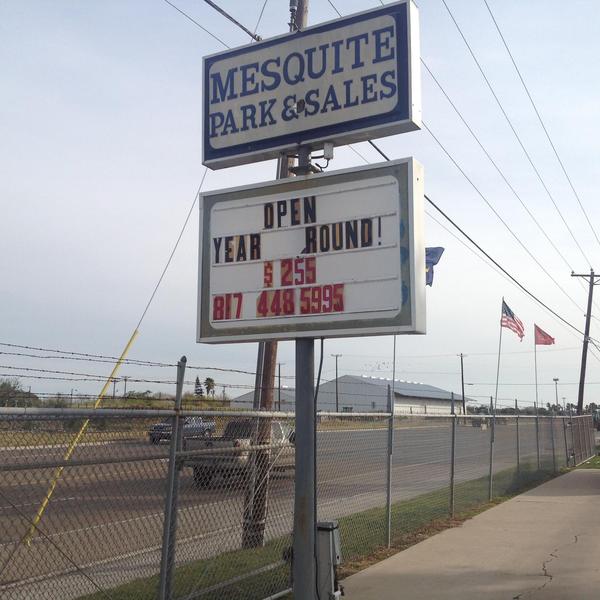 MESQUITE
PARK & SALES
OPEN
YEAR ROUND!
$ 255
817 448 5995